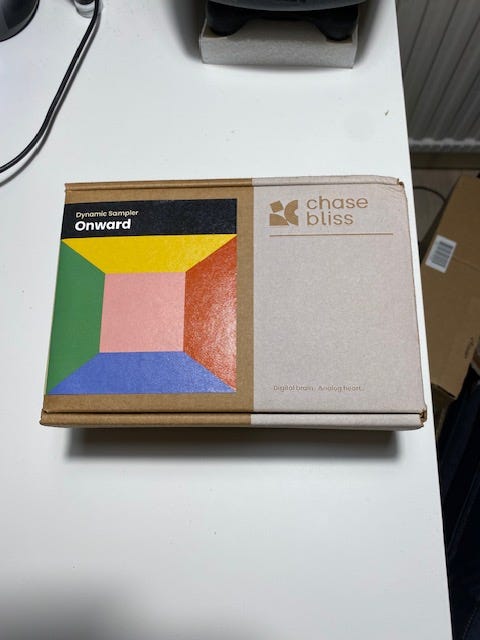 Dynamic Sampler
Onward
chase
bliss
Digital brain. Analog heart.